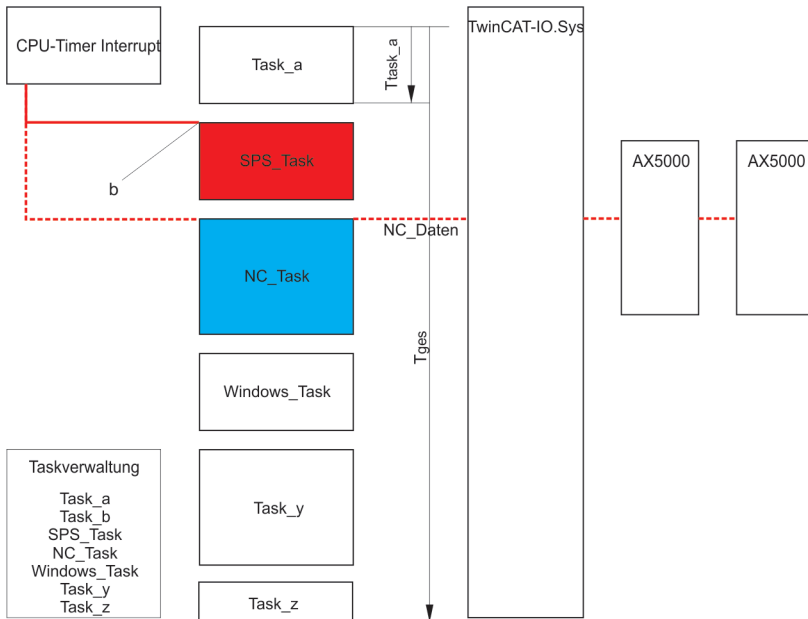 CPU-Timer Interrupt
Task_a
Ttask_a
TwinCAT-IO.Sys
SPS_Task
b
AX5000
AX5000
NC_Daten
NC_Task
Tges
Windows_Task
Taskverwaltung
Task_a
Task_b
SPS_Task
NC_Task
Windows_Task
Task_y
Task_z
Task_y
Task_z